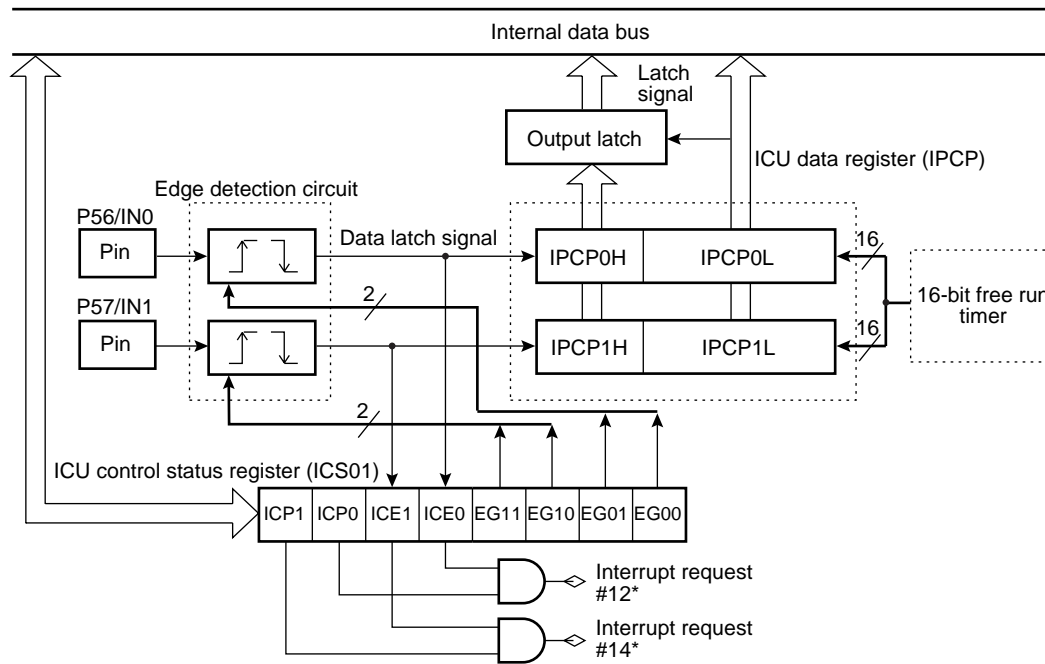 Internal data bus
Latch
signal
Output latch
ICU data register (IPCP)
Edge detection circuit
P56/IN0
Pin
Data latch signal
IPCP0H
IPCP0L
16
2
16-bit free run
timer
P57/IN1
Pin
IPCP1H
IPCP1L
16
2
ICU control status register (ICS01)
ICP1
ICP0
ICE1
ICE0
EG11
EG10
EG01
EG00
Interrupt request
#12*
Interrupt request
#14*